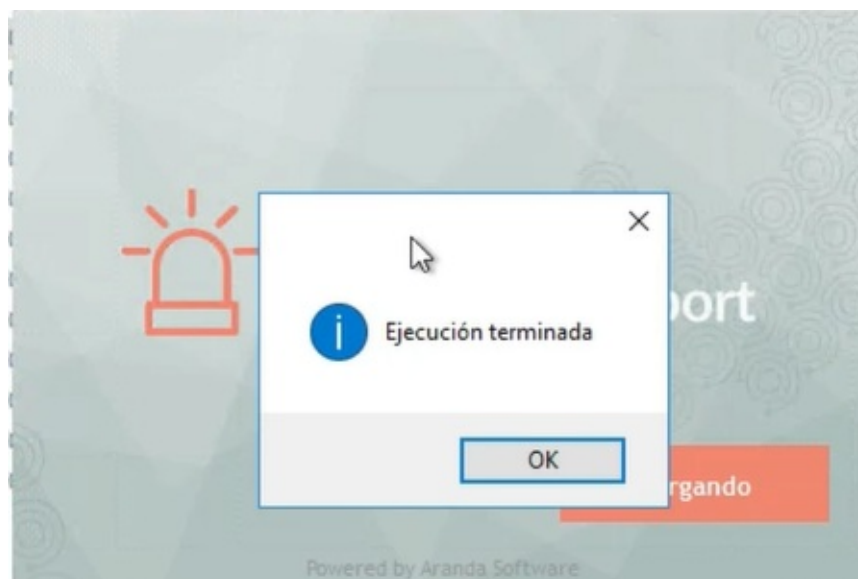 Ejecución terminada
port
OK
rgando
Powered by Aranda Software